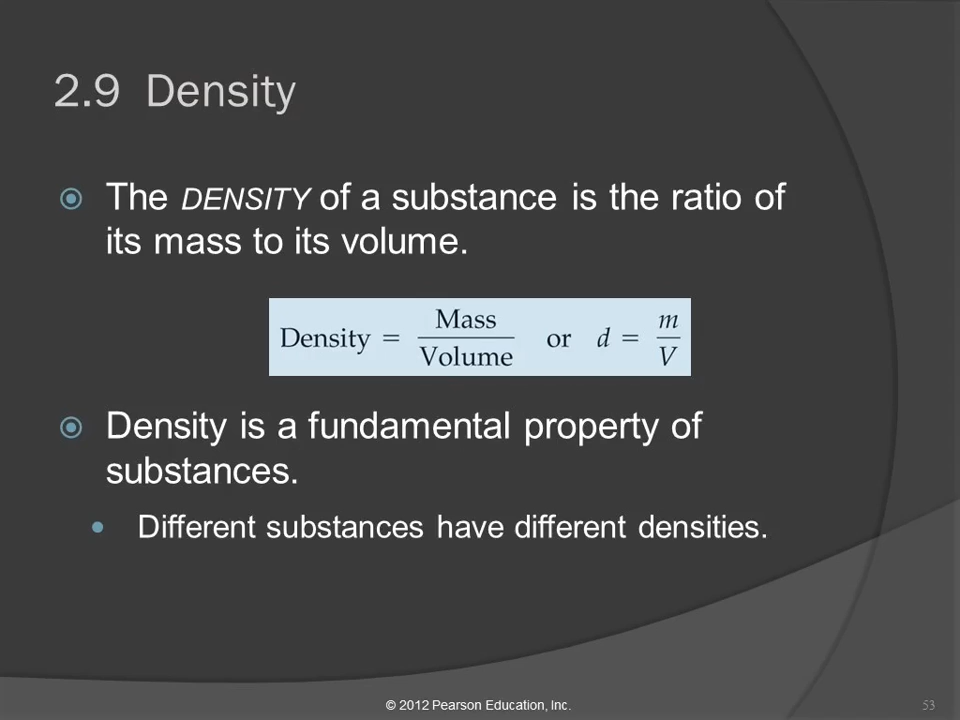 2.9 Density
The DENSITY of a substance is the ratio of
its mass to its volume.
Density = Mass / Volume or d = m / V
Density is a fundamental property of
substances.
Different substances have different densities.
© 2012 Pearson Education, Inc.
53